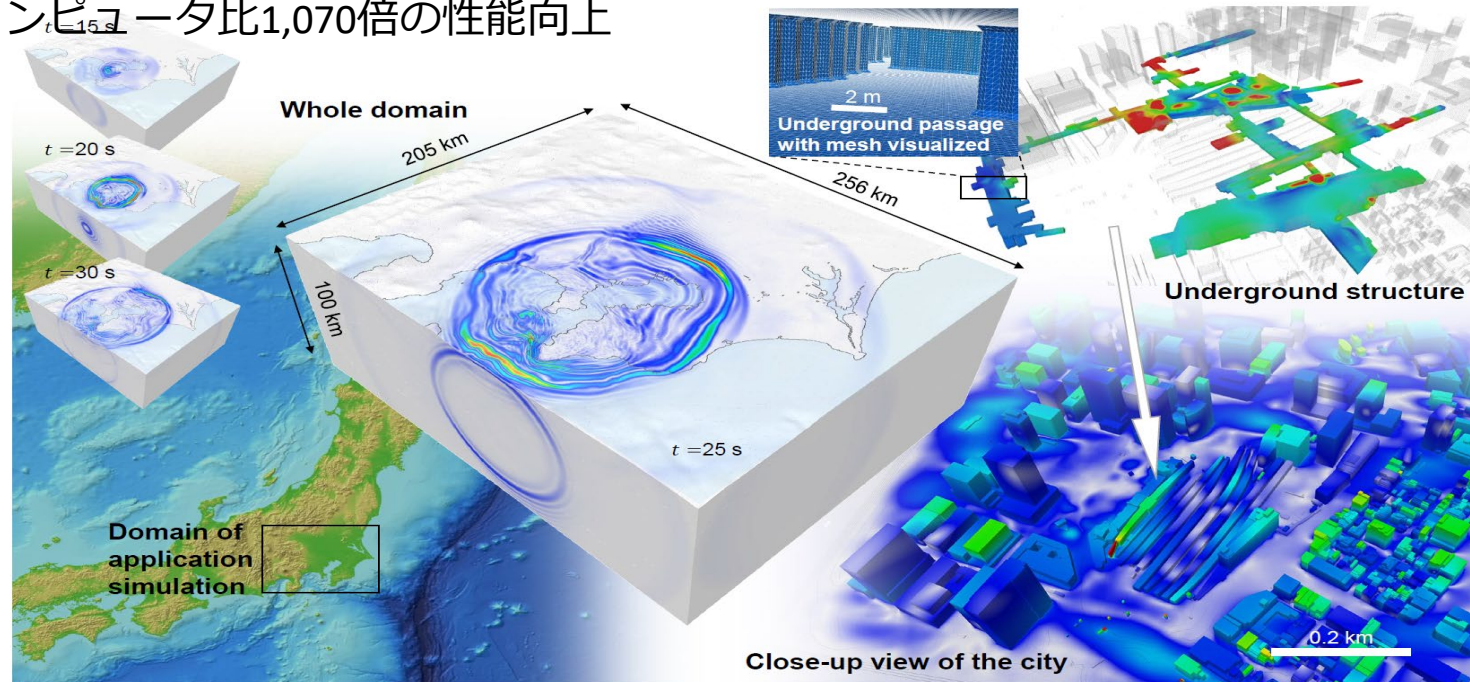 ンピュータ比1,070倍の性能向上
t =15 s
t =20 s
t =30 s
Whole domain
205 km
256 km
100 km
t =25 s
Domain of
application
simulation
2 m
Underground passage
with mesh visualized
Underground structure
0.2 km
Close-up view of the city